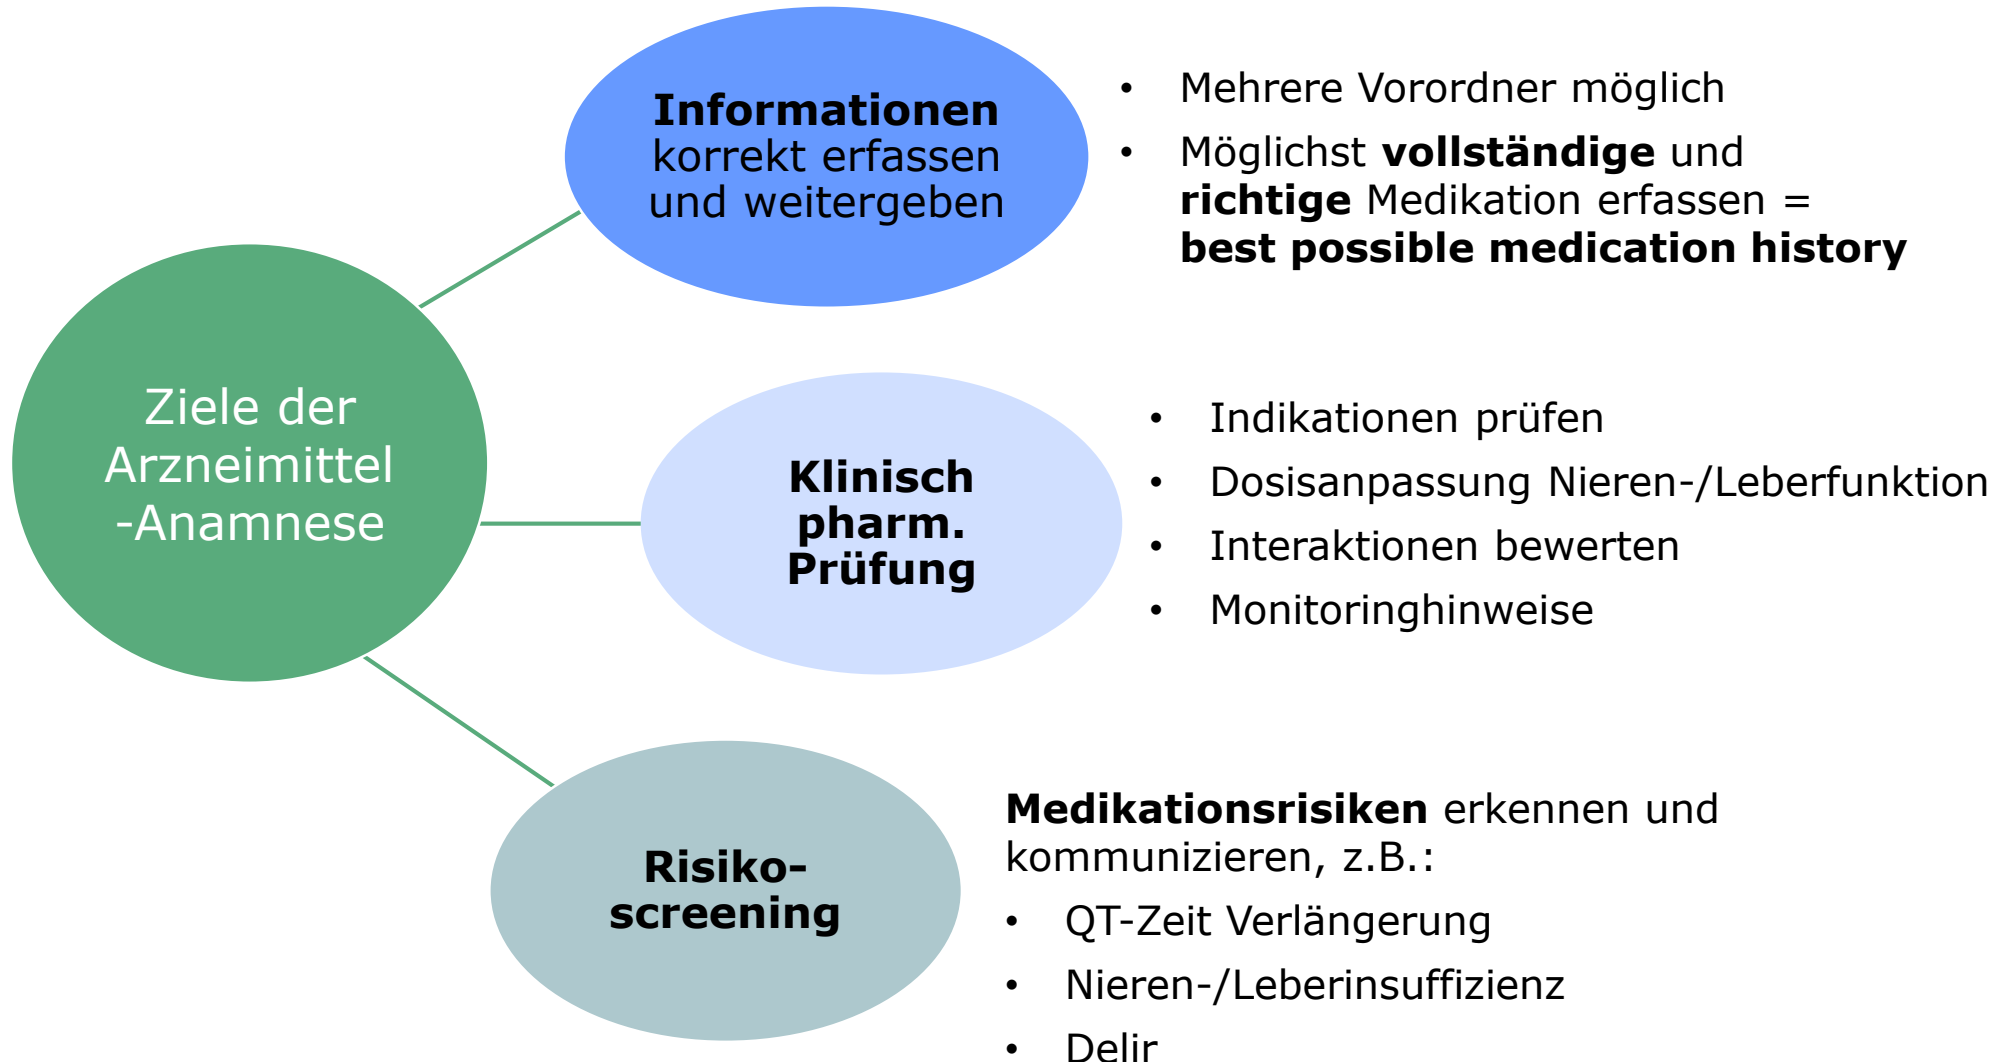 Ziele der
Arzneimittel
-Anamnese
Informationen
korrekt erfassen
und weitergeben
• Mehrere Vorordner möglich
• Möglichst vollständige und
richtige Medikation erfassen =
best possible medication history
Klinisch
pharm.
Prüfung
• Indikationen prüfen
• Dosisanpassung Nieren-/Leberfunktion
• Interaktionen bewerten
• Monitoringhinweise
Risiko-
screening
Medikationsrisiken erkennen und
kommunizieren, z.B.:
• QT-Zeit Verlängerung
• Nieren-/Leberinsuffizienz
• Delir